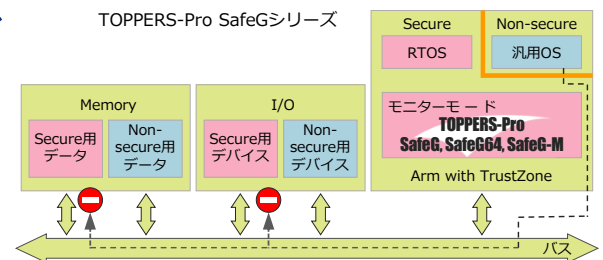 TOPPERS-Pro SafeGシリーズ
Secure
Non-secure
RTOS
汎用OS
モニターモード
TOPPERS-Pro
SafeG, SafeG64, SafeG-M
Arm with TrustZone
Memory
Secure用
データ
Non-
secure用
データ
I/O
Secure用
デバイス
Non-
secure用
デバイス
バス